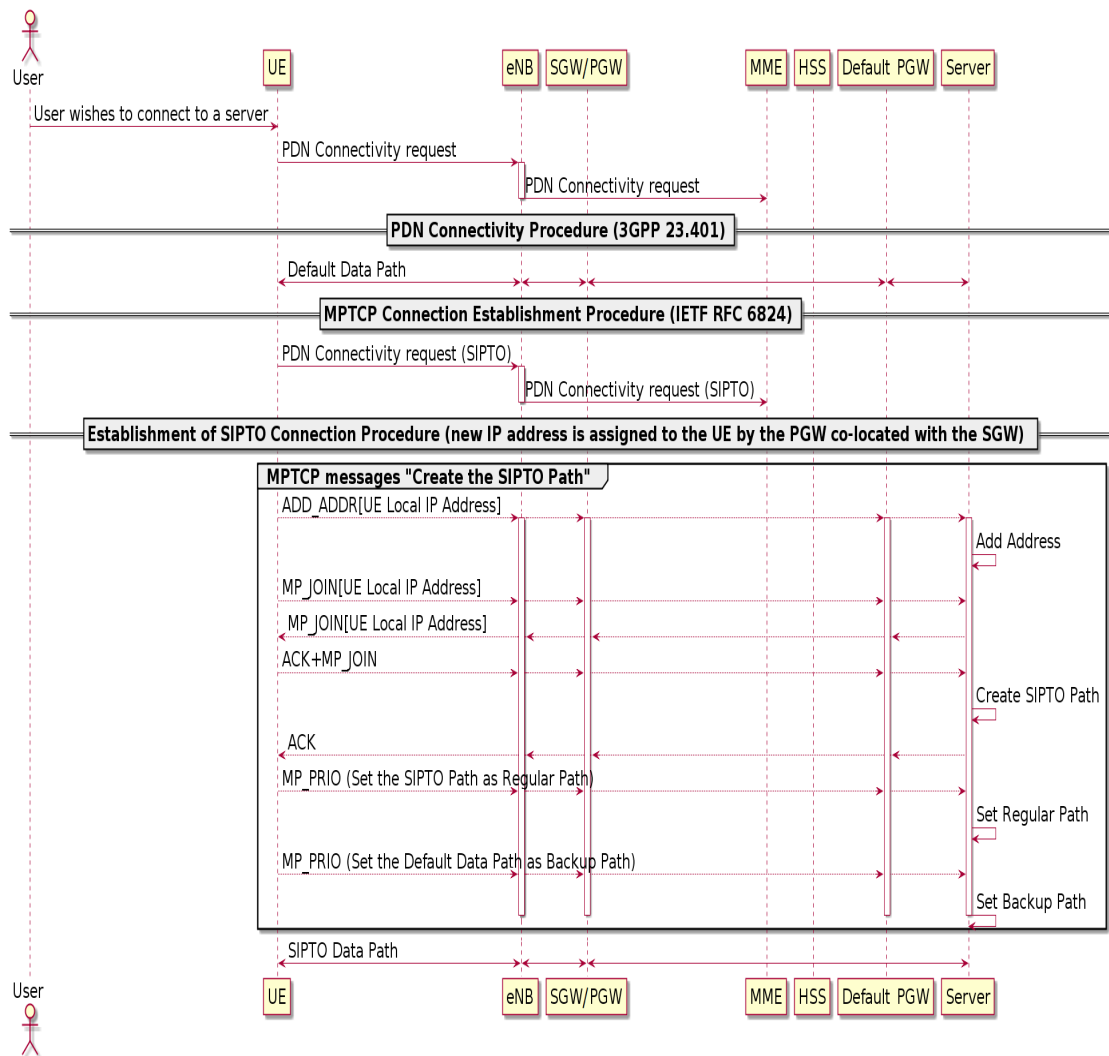 User
UE
eNB
SGW/PGW
MME
HSS
Default PGW
Server
User wishes to connect to a server
PDN Connectivity request
PDN Connectivity request
PDN Connectivity Procedure (3GPP 23.401)
Default Data Path
MPTCP Connection Establishment Procedure (IETF RFC 6824)
PDN Connectivity request (SIPTO)
PDN Connectivity request (SIPTO)
Establishment of SIPTO Connection Procedure (new IP address is assigned to the UE by the PGW co-located with the SGW)
MPTCP messages "Create the SIPTO Path"
ADD_ADDR[UE Local IP Address]
Add Address
MP_JOIN[UE Local IP Address]
MP_JOIN[UE Local IP Address]
ACK+MP_JOIN
Create SIPTO Path
ACK
MP_PRIO (Set the SIPTO Path as Regular Path)
Set Regular Path
MP_PRIO (Set the Default Data Path as Backup Path)
Set Backup Path
SIPTO Data Path
User
UE
eNB
SGW/PGW
MME
HSS
Default PGW
Server